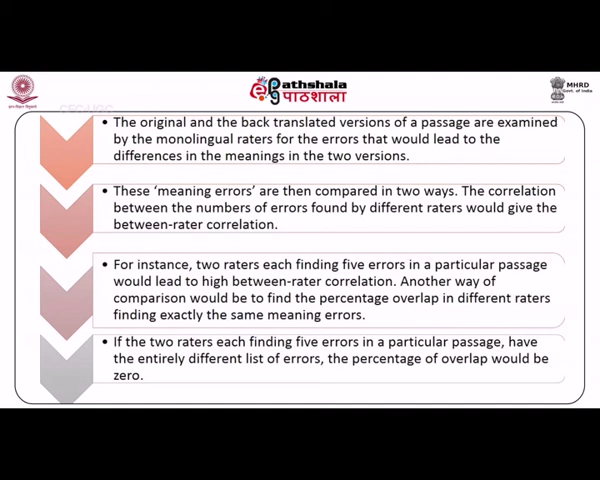 Pathshala
पाठशाला
MHRD
Govt. of India
CEC-UGC
• The original and the back translated versions of a passage are examined
by the monolingual raters for the errors that would lead to the
differences in the meanings in the two versions.
• These ‘meaning errors’ are then compared in two ways. The correlation
between the numbers of errors found by different raters would give the
between-rater correlation.
• For instance, two raters each finding five errors in a particular passage
would lead to high between-rater correlation. Another way of
comparison would be to find the percentage overlap in different raters
finding exactly the same meaning errors.
• If the two raters each finding five errors in a particular passage, have
the entirely different list of errors, the percentage of overlap would be
zero.